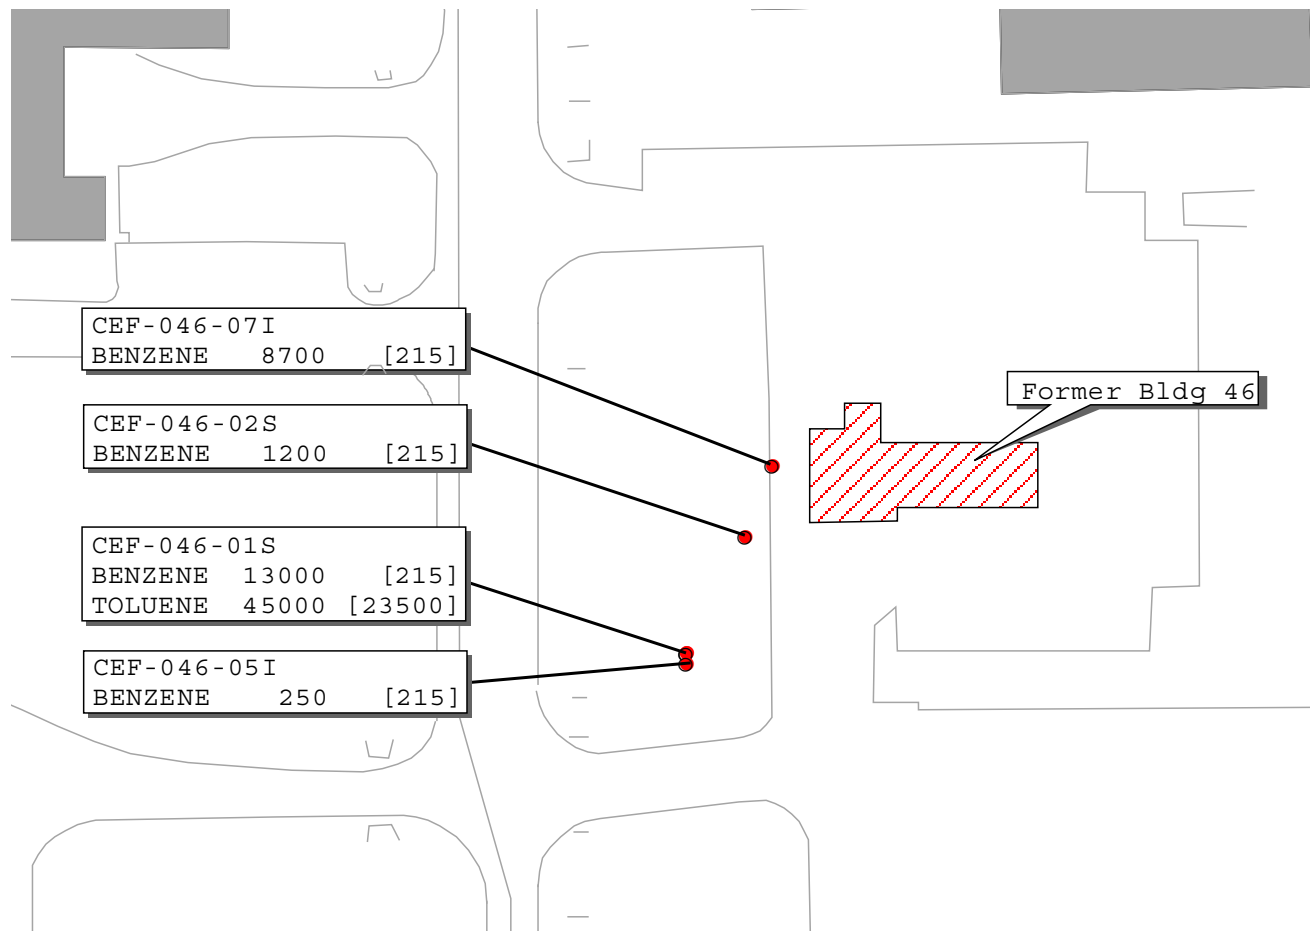 CEF-046-07I
BENZENE 8700 [215]
Former Bldg 46
CEF-046-02S
BENZENE 1200 [215]
CEF-046-01S
BENZENE 13000 [215]
TOLUENE 45000 [23500]
CEF-046-05I
BENZENE 250 [215]